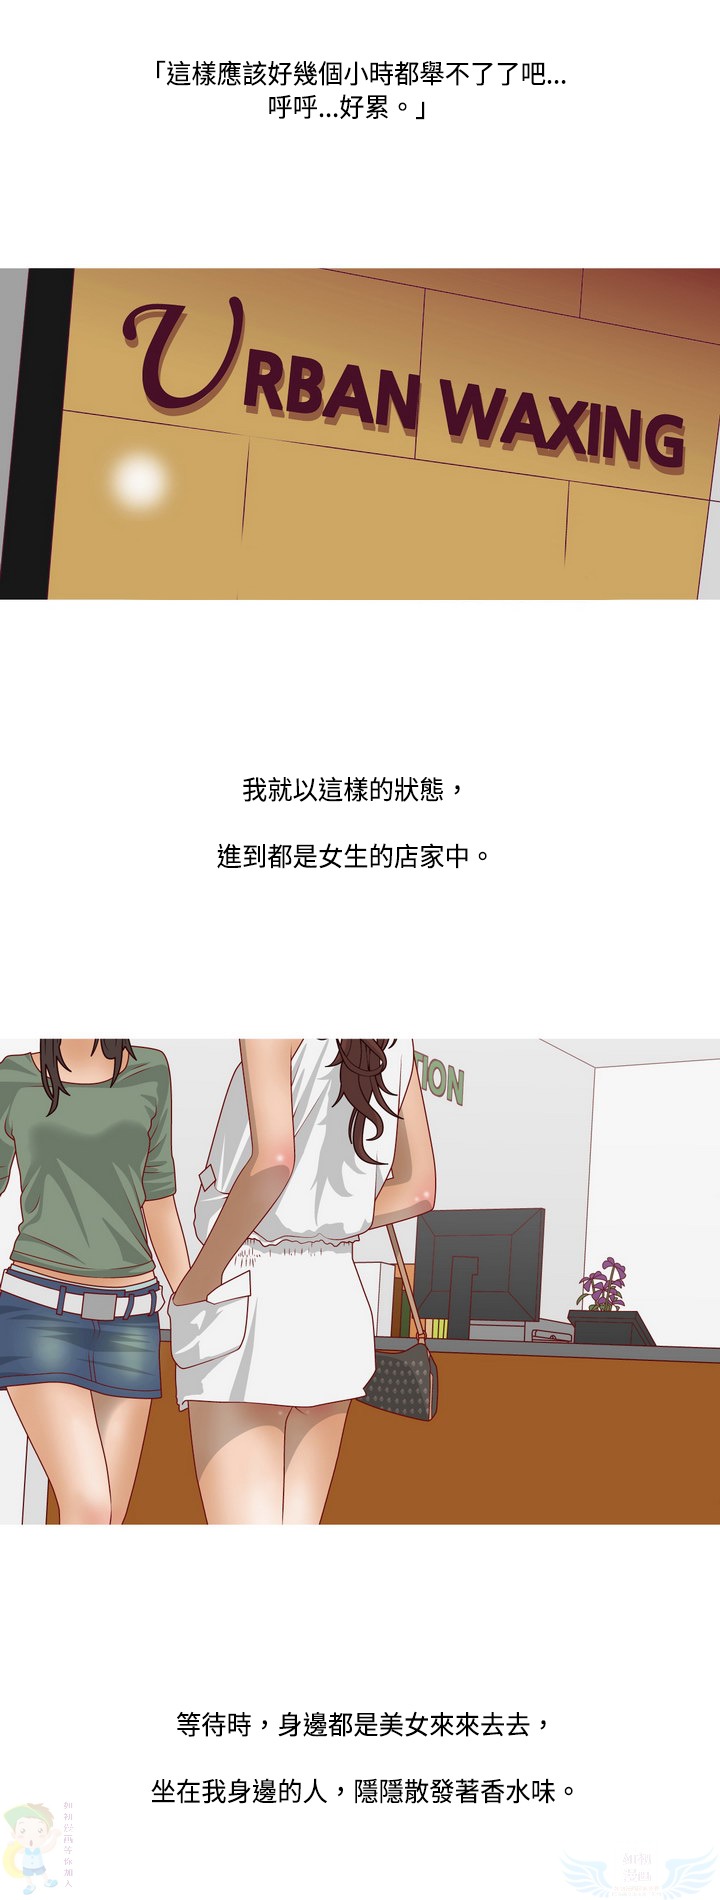 「這樣應該好幾個小時都舉不了了吧...
呼呼...好累。」
URBAN WAXING
我就以這樣的狀態，
進到都是女生的店家中。
TION
等待時，身邊都是美女來來去去，
坐在我身邊的人，隱隱散發著香水味。